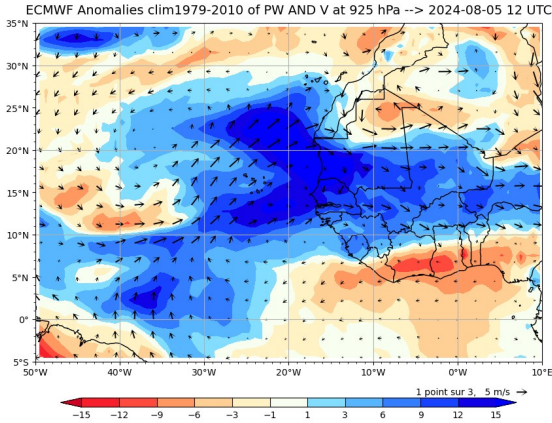 ECMWF Anomalies clim1979-2010 of PW AND V at 925 hPa --> 2024-08-05 12 UTC
35°N
30°N
25°N
20°N
15°N
10°N
5°N
0°
5°S
50°W 40°W 30°W 20°W 10°W 0°E 10°E
1 point sur 3, 5 m/s
−15 −12 −9 −6 −3 −1 1 3 6 9 12 15